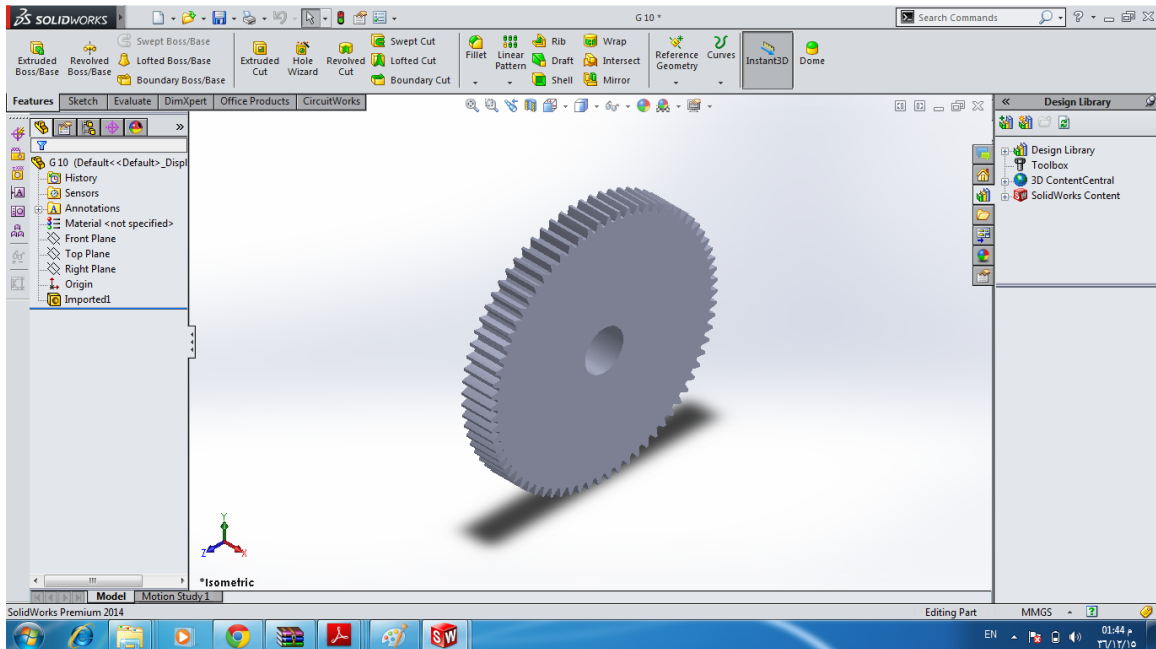 SOLIDWORKS
G 10 *
Search Commands
Extruded Boss/Base
Revolved Boss/Base
Swept Boss/Base
Lofted Boss/Base
Boundary Boss/Base
Extruded Cut
Hole Wizard
Revolved Cut
Swept Cut
Lofted Cut
Boundary Cut
Fillet
Linear Pattern
Rib
Draft
Shell
Wrap
Intersect
Mirror
Reference Geometry
Curves
Instant3D
Dome
Features Sketch Evaluate DimXpert Office Products CircuitWorks
Design Library
G 10 (Default<<Default>_Displ
History
Sensors
Annotations
Material <not specified>
Front Plane
Top Plane
Right Plane
Origin
Imported1
Design Library
Toolbox
3D ContentCentral
SolidWorks Content
Y
Z
X
*Isometric
Model Motion Study 1
SolidWorks Premium 2014
Editing Part
MMGS
EN
01:44 م
٣٦/١٢/١٥